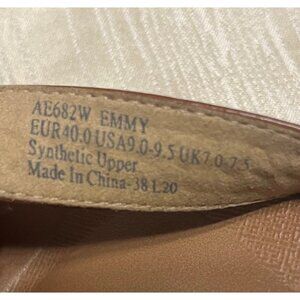 AE682W EMMY
EUR40.0 USA9.0-9.5 UK7.0-7.5
Synthetic Upper
Made In China-38 L20